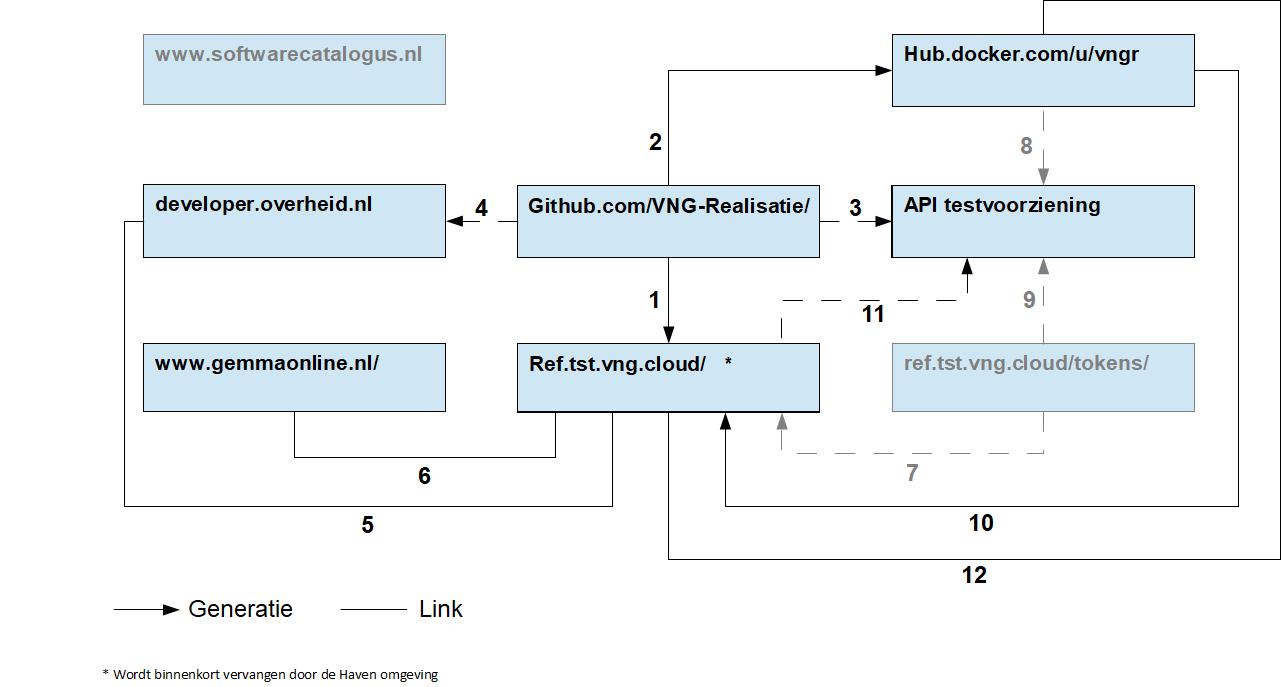 www.softwarecatalogus.nl
Hub.docker.com/u/vngr
2
8
developer.overheid.nl
4
Github.com/VNG-Realisatie/
3
API testvoorziening
1
11
9
www.gemmaonline.nl/
Ref.tst.vng.cloud/ *
ref.tst.vng.cloud/tokens/
6
7
5
10
12
Generatie
Link
* Wordt binnenkort vervangen door de Haven omgeving